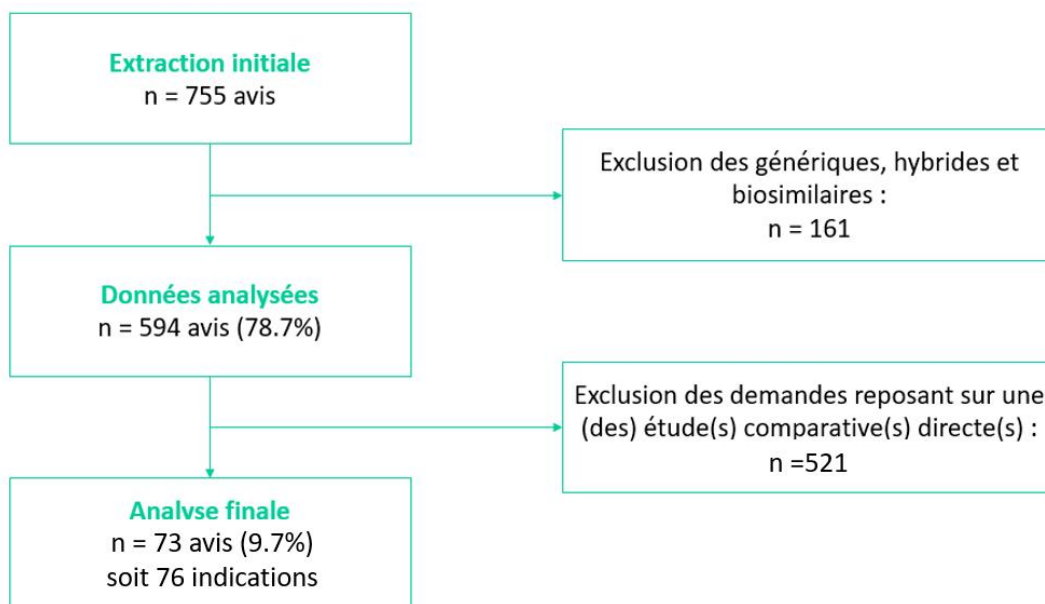 Extraction initiale
n = 755 avis
Exclusion des génériques, hybrides et
biosimilaires :
n = 161
Données analysées
n = 594 avis (78.7%)
Exclusion des demandes reposant sur une
(des) étude(s) comparative(s) directe(s) :
n =521
Analyse finale
n = 73 avis (9.7%)
soit 76 indications